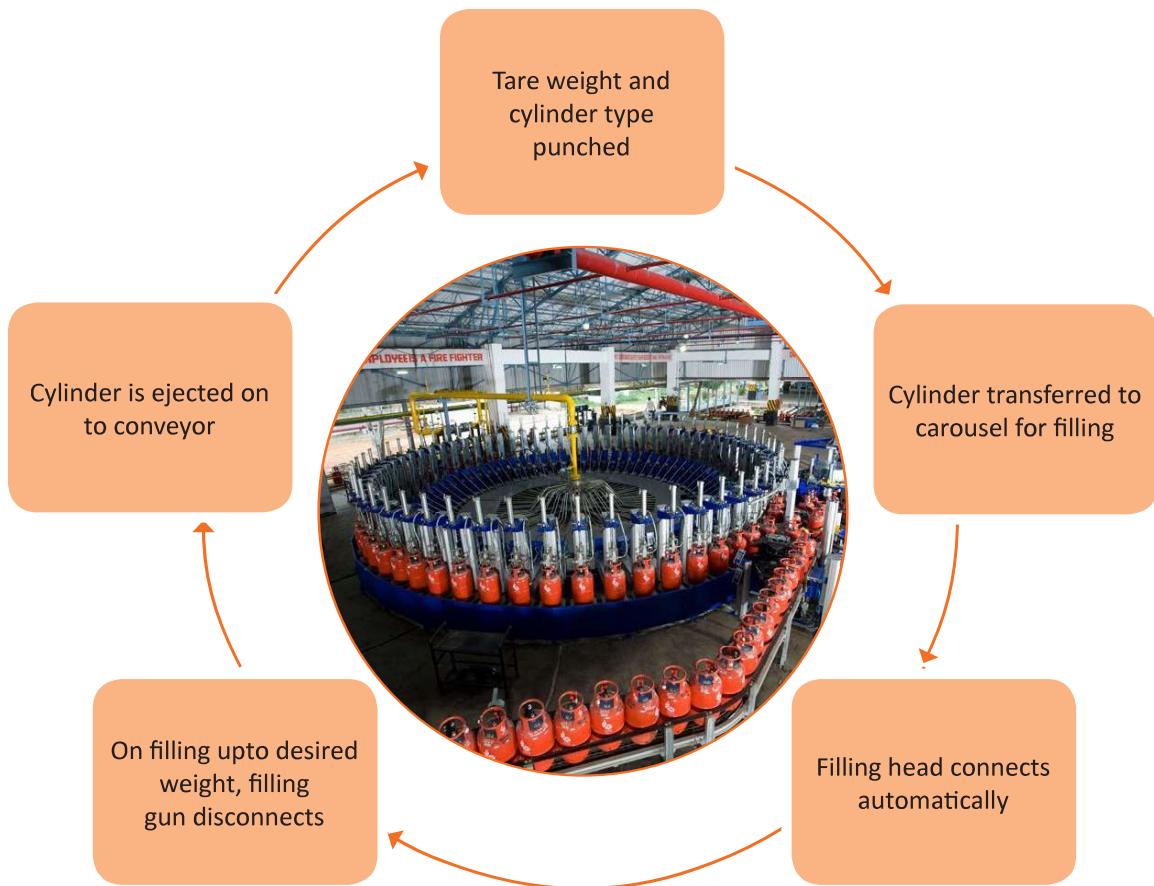 Tare weight and
cylinder type
punched
Cylinder transferred to
carousel for filling
Filling head connects
automatically
On filling upto desired
weight, filling
gun disconnects
Cylinder is ejected on
to conveyor
IS A FIRE FIGHTER